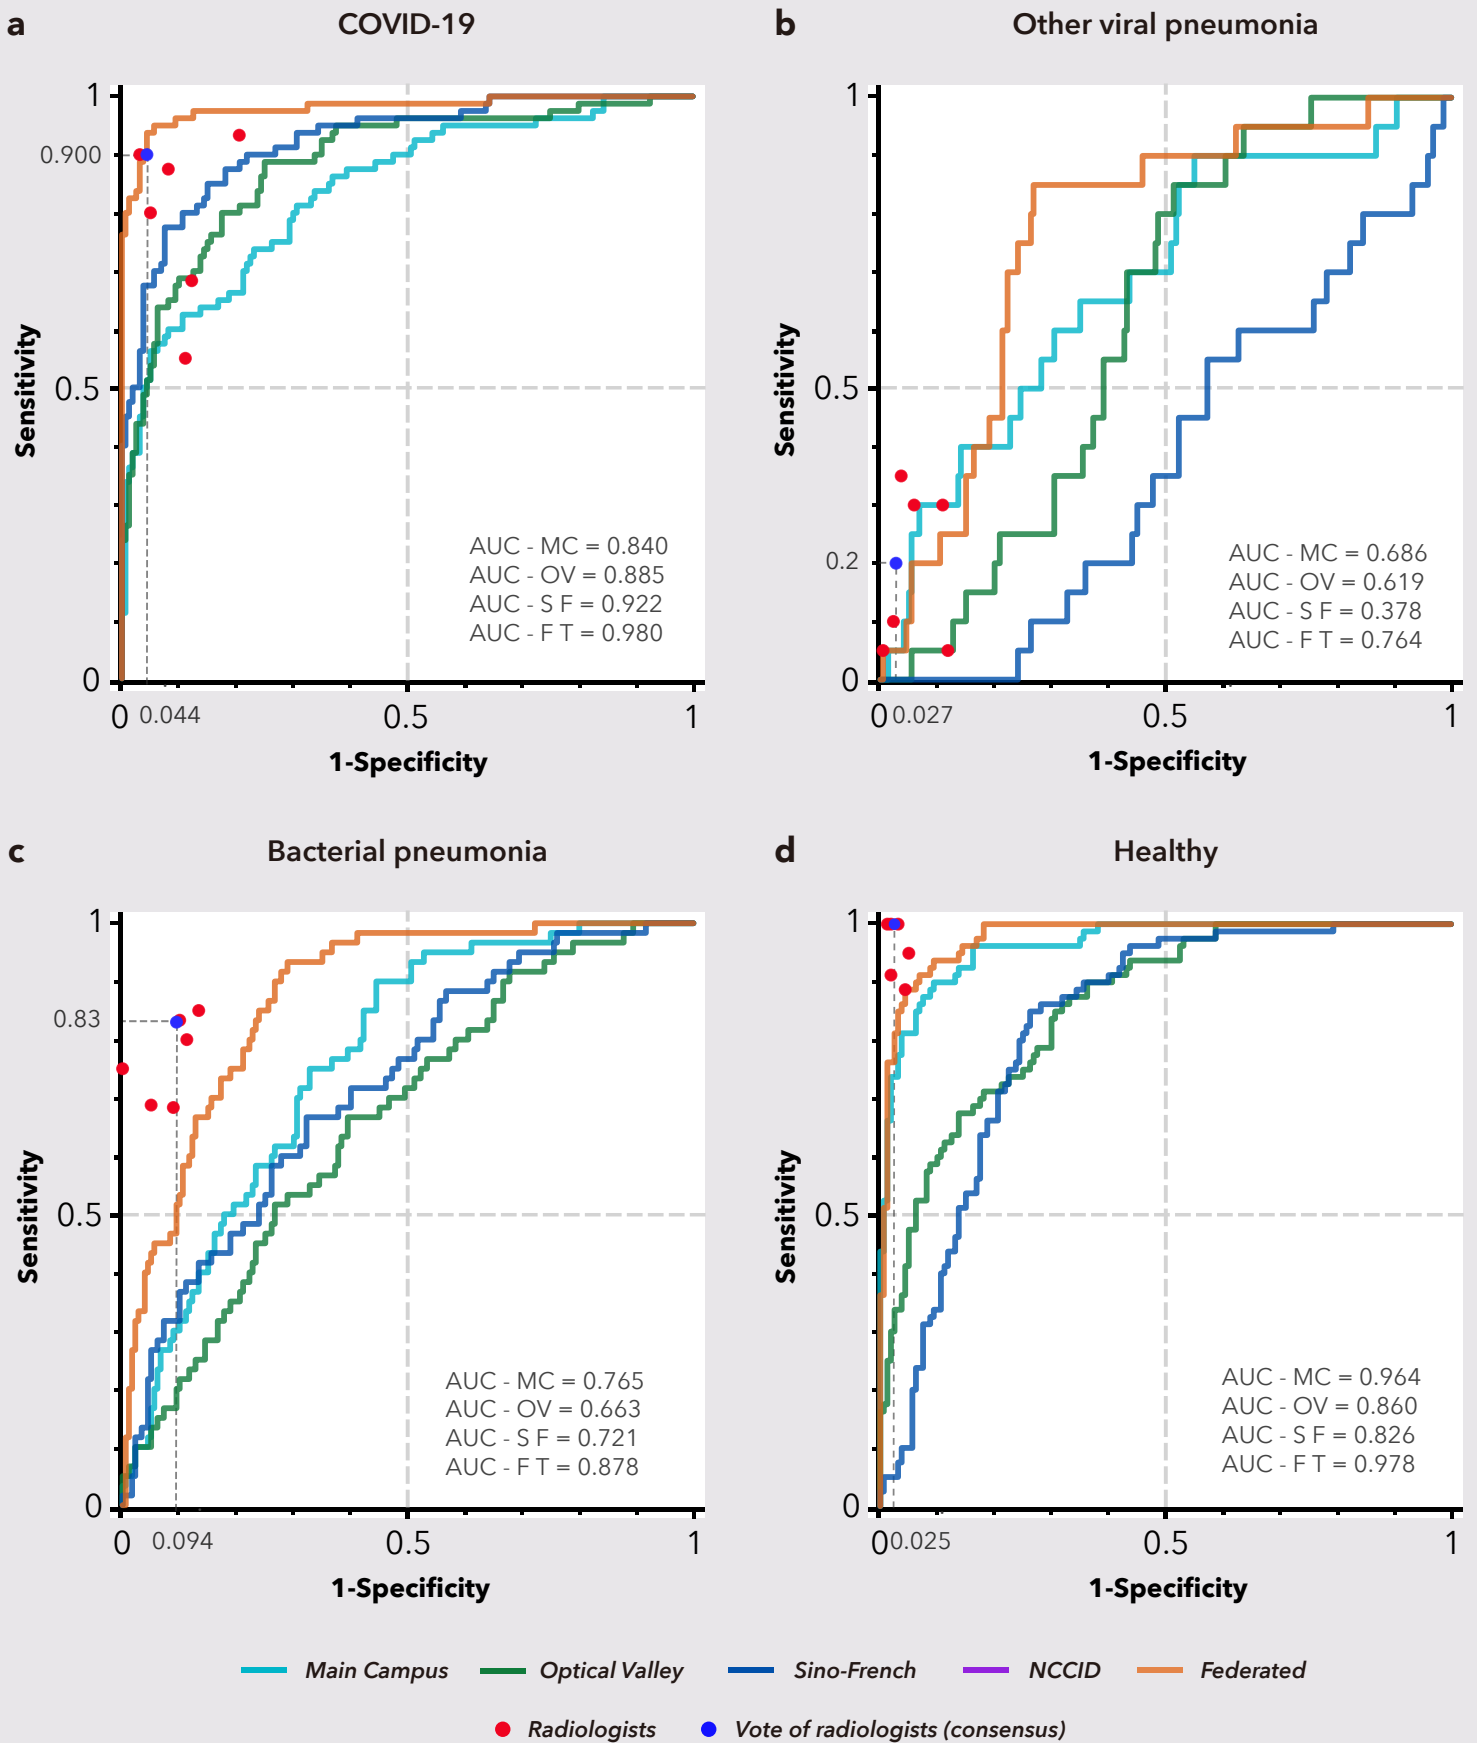 a COVID-19
1
0.900
0.5
0
Sensitivity
AUC - MC = 0.840
AUC - OV = 0.885
AUC - S F = 0.922
AUC - F T = 0.980
0 0.044 0.5 1
1-Specificity
b Other viral pneumonia
1
0.5
0.2
0
Sensitivity
AUC - MC = 0.686
AUC - OV = 0.619
AUC - S F = 0.378
AUC - F T = 0.764
0 0.027 0.5 1
1-Specificity
c Bacterial pneumonia
1
0.83
0.5
0
Sensitivity
AUC - MC = 0.765
AUC - OV = 0.663
AUC - S F = 0.721
AUC - F T = 0.878
0 0.094 0.5 1
1-Specificity
d Healthy
1
0.5
0
Sensitivity
AUC - MC = 0.964
AUC - OV = 0.860
AUC - S F = 0.826
AUC - F T = 0.978
0 0.025 0.5 1
1-Specificity
Main Campus Optical Valley Sino-French NCCID Federated
Radiologists Vote of radiologists (consensus)